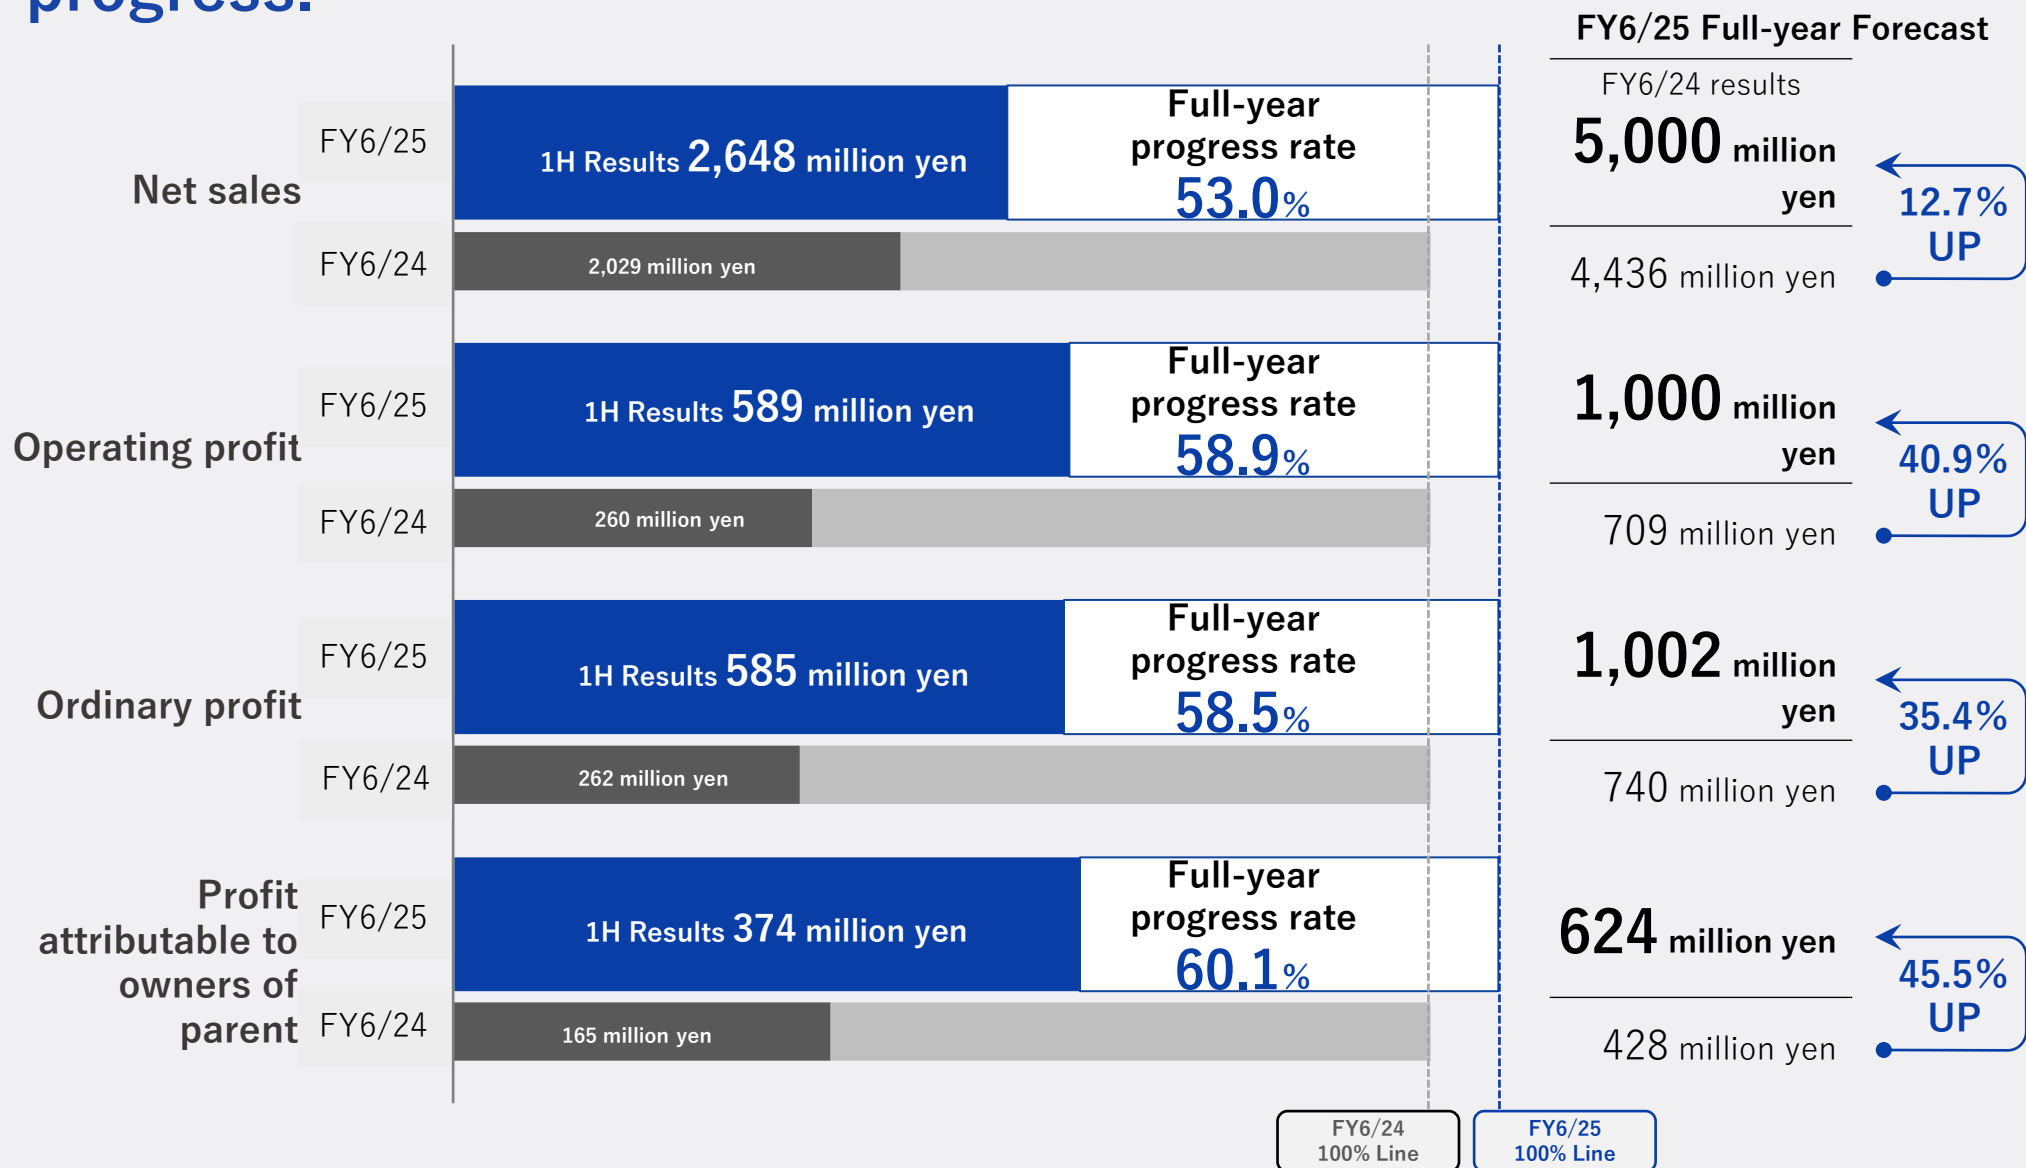 progress.
FY6/25 Full-year Forecast
FY6/24 results
Net sales
FY6/25
1H Results 2,648 million yen
Full-year
progress rate
53.0%
5,000 million
yen
12.7%
UP
FY6/24
2,029 million yen
4,436 million yen
Operating profit
FY6/25
1H Results 589 million yen
Full-year
progress rate
58.9%
1,000 million
yen
40.9%
UP
FY6/24
260 million yen
709 million yen
Ordinary profit
FY6/25
1H Results 585 million yen
Full-year
progress rate
58.5%
1,002 million
yen
35.4%
UP
FY6/24
262 million yen
740 million yen
Profit
attributable to
owners of
parent
FY6/25
1H Results 374 million yen
Full-year
progress rate
60.1%
624 million yen
45.5%
UP
FY6/24
165 million yen
428 million yen
FY6/24
100% Line
FY6/25
100% Line